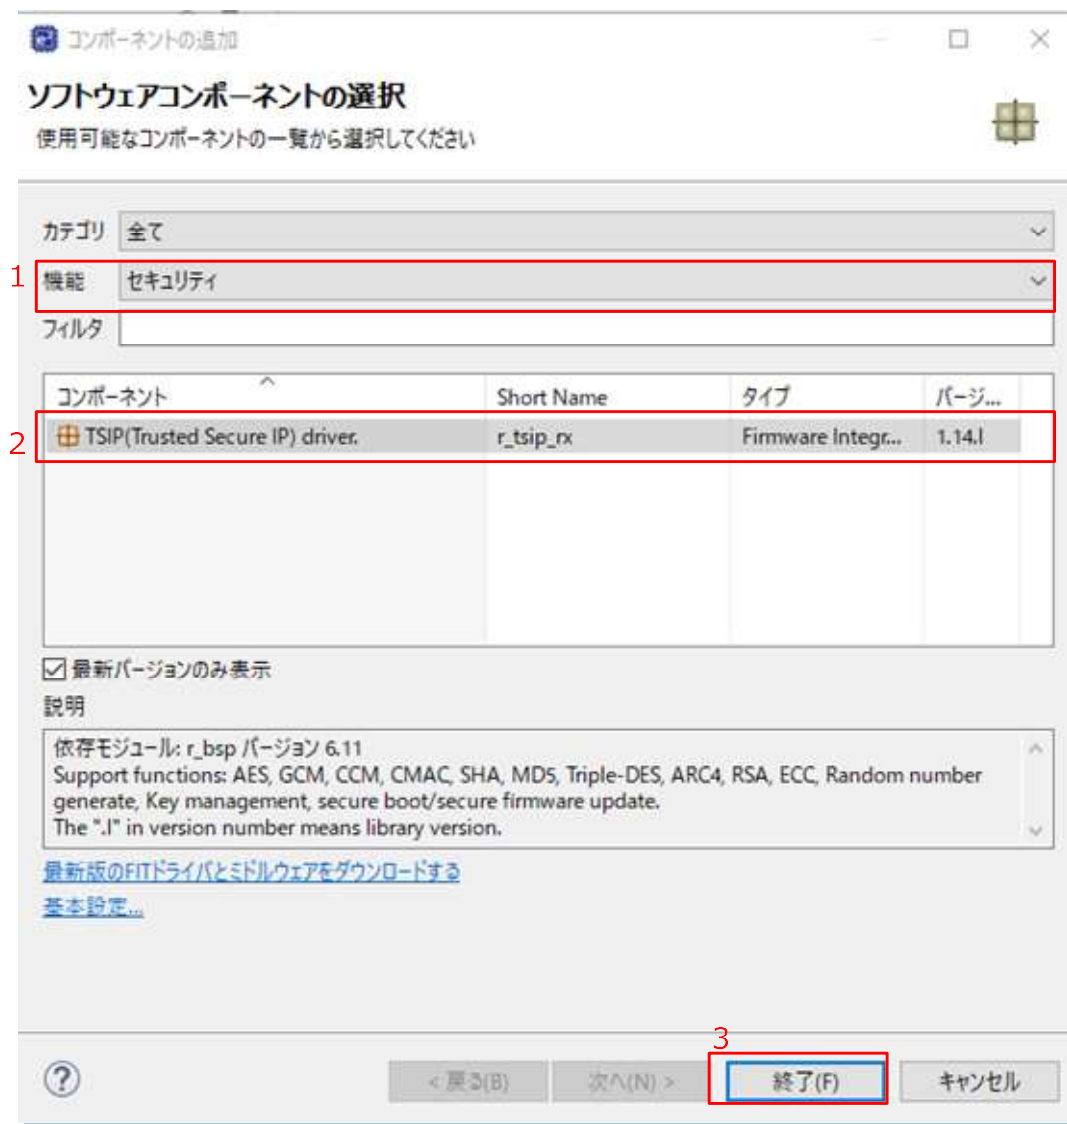 コンポーネントの追加
ソフトウェアコンポーネントの選択
使用可能なコンポーネントの一覧から選択してください
カテゴリ 全て
1 機能 セキュリティ
フィルタ
コンポーネント Short Name タイプ バージ...
2 TSIP(Trusted Secure IP) driver. r_tsip_rx Firmware Integr... 1.14.l
最新バージョンのみ表示
説明
依存モジュール: r_bsp バージョン 6.11
Support functions: AES, GCM, CCM, CMAC, SHA, MD5, Triple-DES, ARC4, RSA, ECC, Random number
generate, Key management, secure boot/secure firmware update.
The ".l" in version number means library version.
最新版のFITドライバとミドルウェアをダウンロードする
基本設定...
3
< 戻る(B) 次へ(N) > 終了(F) キャンセル